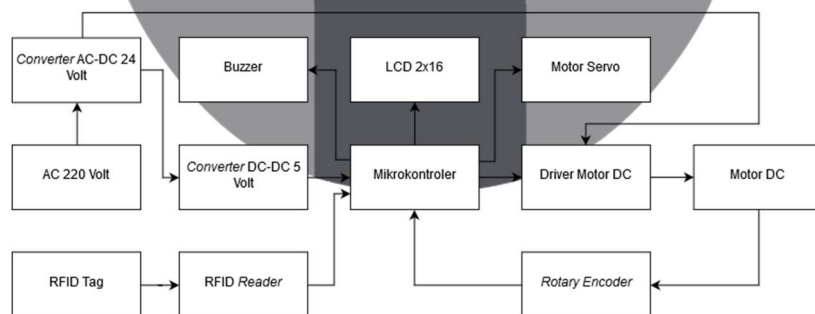 Converter AC-DC 24
Volt
Buzzer
LCD 2x16
Motor Servo
AC 220 Volt
Converter DC-DC 5
Volt
Mikrokontroler
Driver Motor DC
Motor DC
RFID Tag
RFID Reader
Rotary Encoder